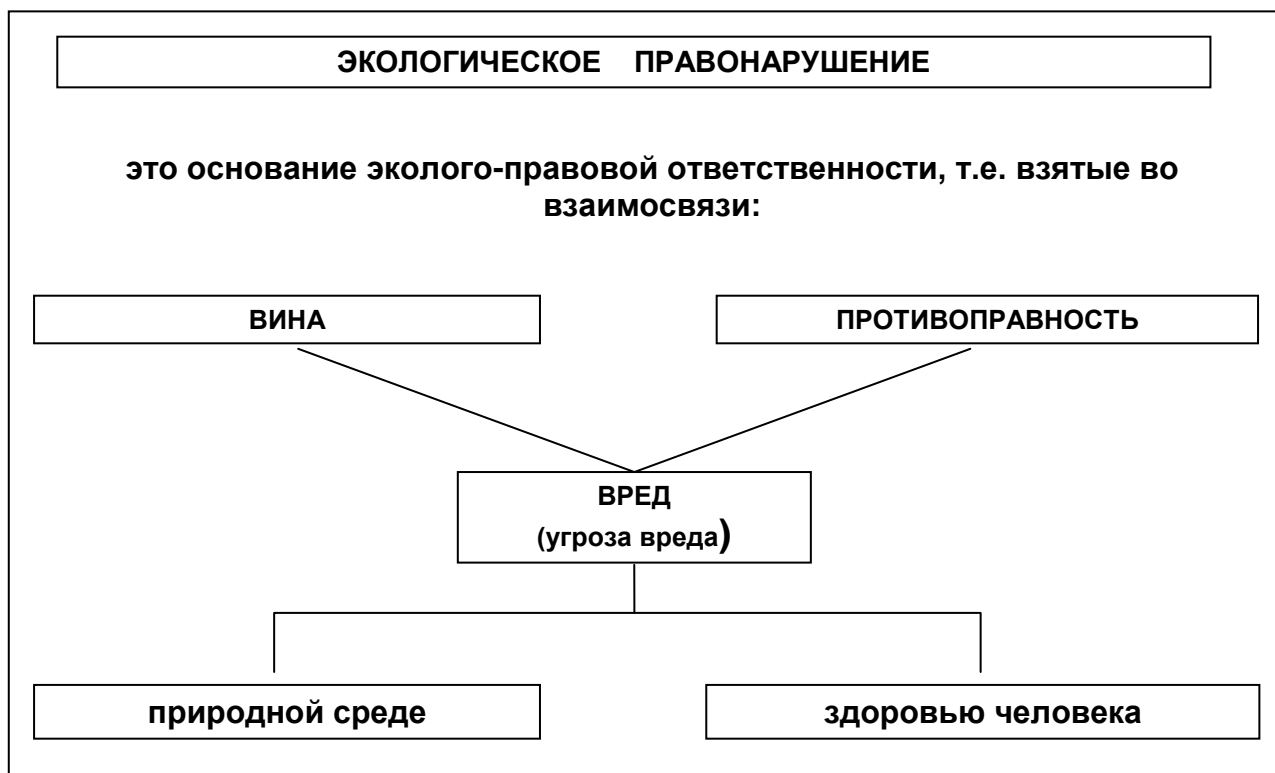 ЭКОЛОГИЧЕСКОЕ ПРАВОНАРУШЕНИЕ
это основание эколого-правовой ответственности, т.е. взятые во
взаимосвязи:
ВИНА
ПРОТИВОПРАВНОСТЬ
ВРЕД
(угроза вреда)
природной среде
здоровью человека